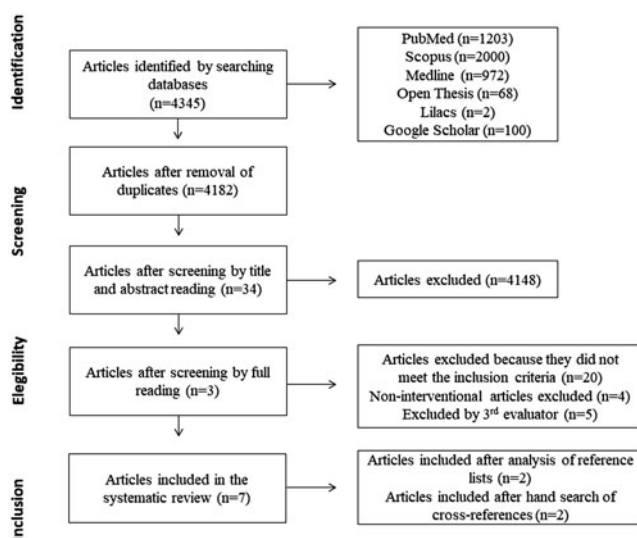 Identification
Articles identified by searching
databases
(n=4345)
PubMed (n=1203)
Scopus (n=2000)
Medline (n=972)
Open Thesis (n=68)
Lilacs (n=2)
Google Scholar (n=100)
Screening
Articles after removal of
duplicates (n=4182)
Articles after screening by title
and abstract reading (n=34)
Articles excluded (n=4148)
Elegibility
Articles after screening by full
reading (n=3)
Articles excluded because they did not
meet the inclusion criteria (n=20)
Non-interventional articles excluded (n=4)
Excluded by 3rd evaluator (n=5)
nclusion
Articles included in the
systematic review (n=7)
Articles included after analysis of reference
lists (n=2)
Articles included after hand search of
cross-references (n=2)